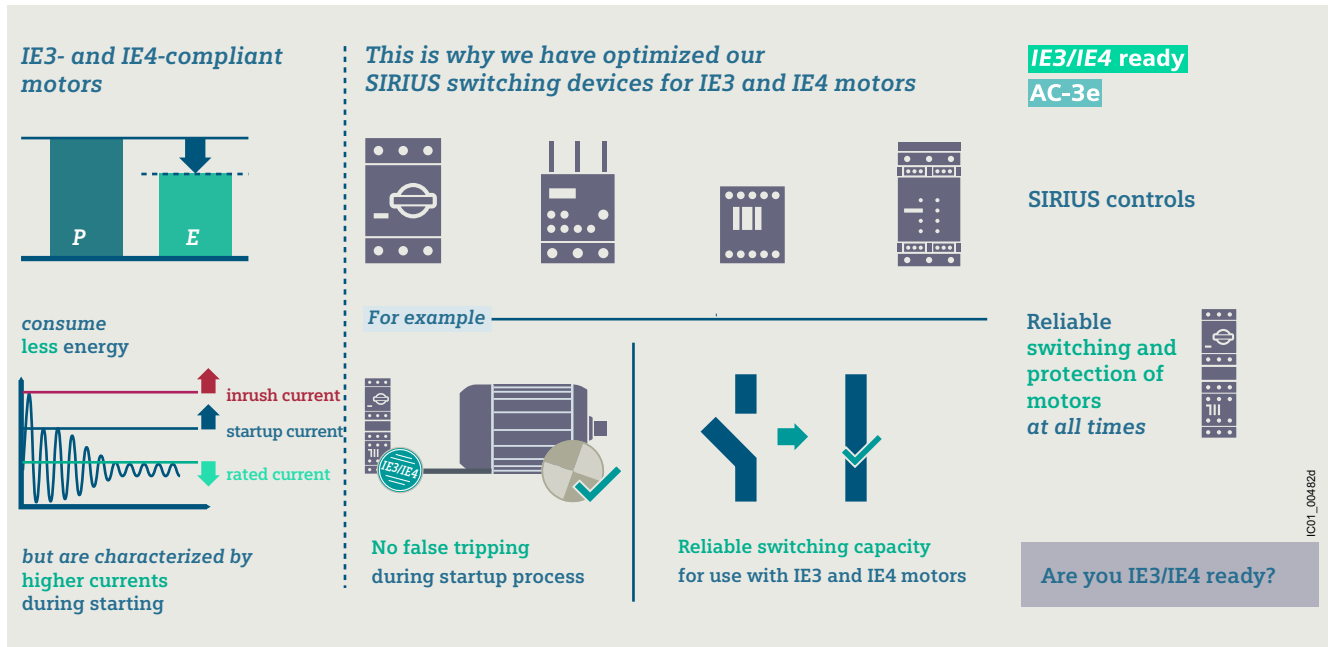 IE3- and IE4-compliant
motors
P
E
consume
less energy
inrush current
startup current
rated current
but are characterized by
higher currents
during starting
This is why we have optimized our
SIRIUS switching devices for IE3 and IE4 motors
For example
IE3/IE4
No false tripping
during startup process
Reliable switching capacity
for use with IE3 and IE4 motors
IE3/IE4 ready
AC-3e
SIRIUS controls
Reliable
switching and
protection of
motors
at all times
IC01_00482d
Are you IE3/IE4 ready?